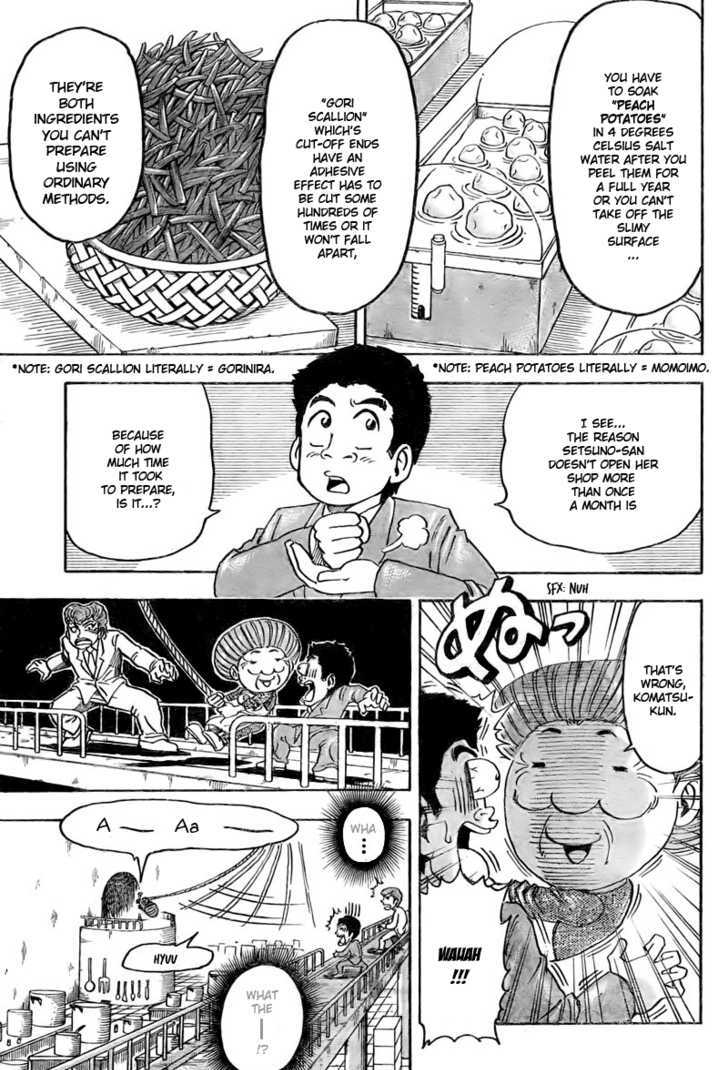 YOU HAVE
TO SOAK
"PEACH
POTATOES"
IN 4 DEGREES
CELSIUS SALT
WATER AFTER YOU
PEEL THEM FOR
A FULL YEAR
OR YOU CAN'T
TAKE OFF THE
SLIMY
SURFACE
...
"GORI
SCALLION"
WHICH'S
CUT-OFF ENDS
HAVE AN
ADHESIVE
EFFECT HAS TO
BE CUT SOME
HUNDREDS OF
TIMES OR IT
WON'T FALL
APART,
THEY'RE
BOTH
INGREDIENTS
YOU CAN'T
PREPARE
USING
ORDINARY
METHODS.
*NOTE: PEACH POTATOES LITERALLY = MOMOIMO.
*NOTE: GORI SCALLION LITERALLY = GORINIRA.
I SEE...
THE REASON
SETSUNO-SAN
DOESN'T OPEN HER
SHOP MORE
THAN ONCE
A MONTH IS
BECAUSE
OF HOW
MUCH TIME
IT TOOK
TO PREPARE,
IS IT...?
SFX: NUH
ぬっ
THAT'S
WRONG,
KOMATSU-
KUN.
WAUAH
!!!
WHA
...
A — Aa —
HYUU
WHAT
THE
—
!?